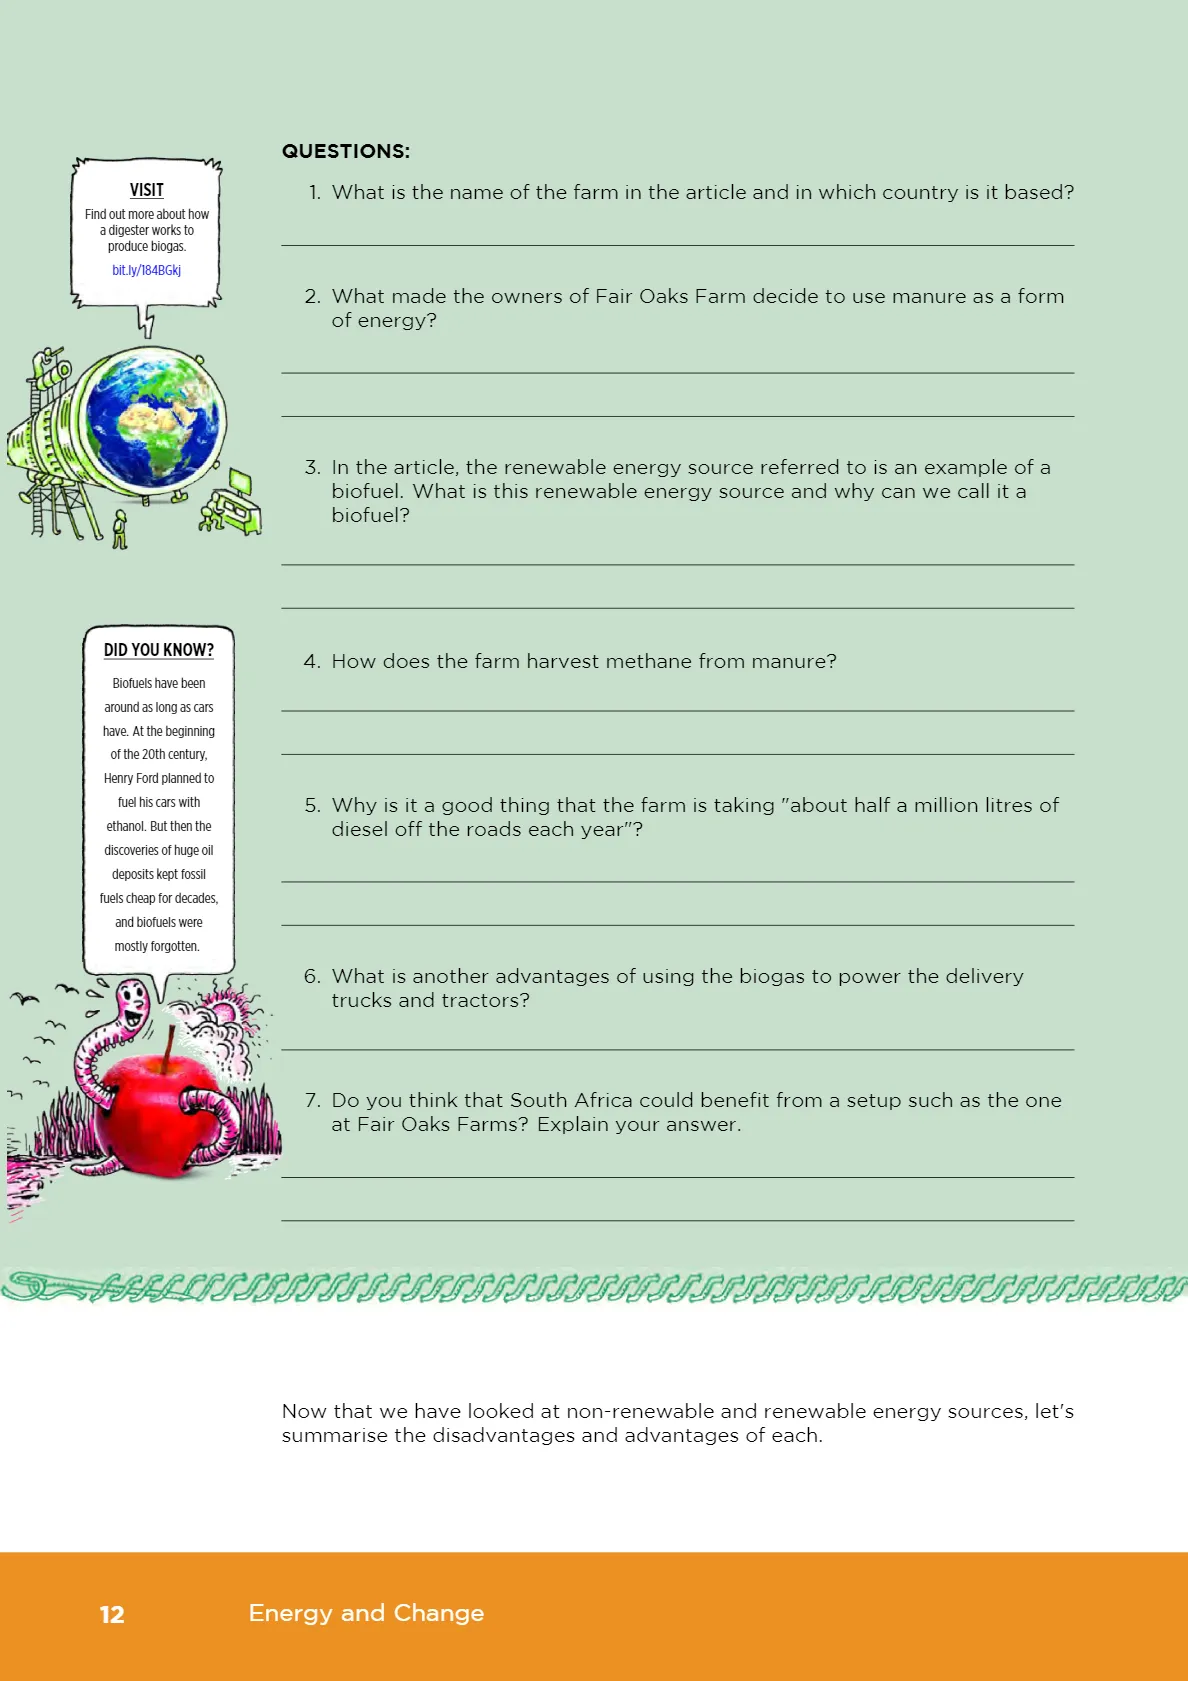 QUESTIONS:
1. What is the name of the farm in the article and in which country is it based?
2. What made the owners of Fair Oaks Farm decide to use manure as a form
of energy?
3. In the article, the renewable energy source referred to is an example of a
biofuel. What is this renewable energy source and why can we call it a
biofuel?
4. How does the farm harvest methane from manure?
5. Why is it a good thing that the farm is taking "about half a million litres of
diesel off the roads each year"?
6. What is another advantages of using the biogas to power the delivery
trucks and tractors?
7. Do you think that South Africa could benefit from a setup such as the one
at Fair Oaks Farms? Explain your answer.
VISIT
Find out more about how
a digester works to
produce biogas.
bit.ly/184BGkj
DID YOU KNOW?
Biofuels have been
around as long as cars
have. At the beginning
of the 20th century,
Henry Ford planned to
fuel his cars with
ethanol. But then the
discoveries of huge oil
deposits kept fossil
fuels cheap for decades,
and biofuels were
mostly forgotten.
Now that we have looked at non-renewable and renewable energy sources, let's
summarise the disadvantages and advantages of each.
12
Energy and Change